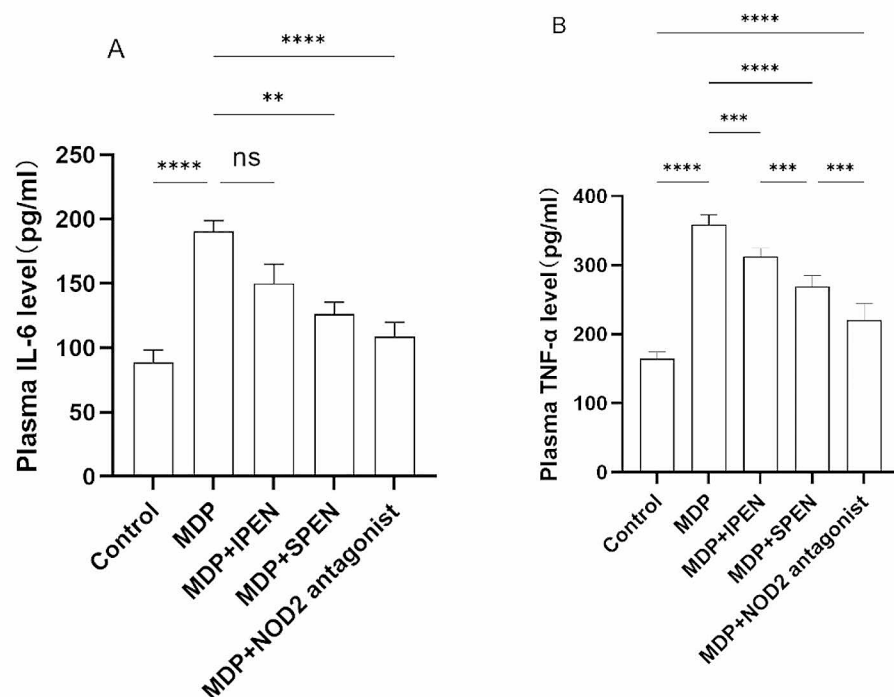 A
****
**
****
ns
Plasma IL-6 level(pg/ml)
250
200
150
100
50
0
Control
MDP
MDP+IPEN
MDP+SPEN
MDP+NOD2 antagonist
B
****
****
***
****
***
***
Plasma TNF-α level(pg/ml)
400
300
200
100
0
Control
MDP
MDP+IPEN
MDP+SPEN
MDP+NOD2 antagonist